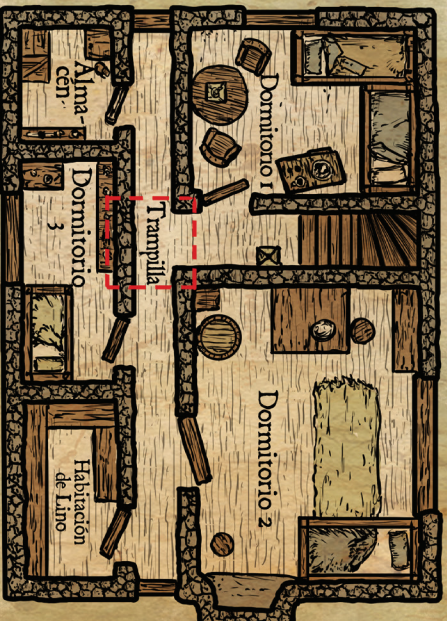 Alma-
cén
Dormitorio 1
Trampilla
Dormitorio
3
Dormitorio 2
Habitación
de Lino